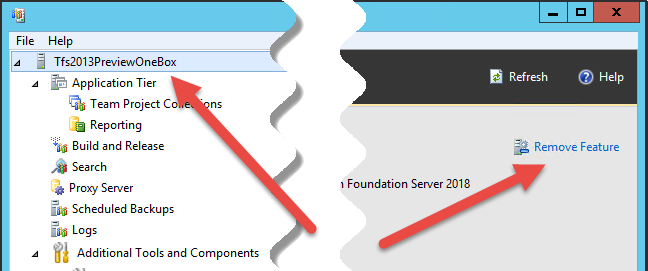 File Help
Tfs2013PreviewOneBox
Application Tier
Team Project Collections
Reporting
Build and Release
Search
Proxy Server
Scheduled Backups
Logs
Additional Tools and Components
Refresh Help
Remove Feature
n Foundation Server 2018